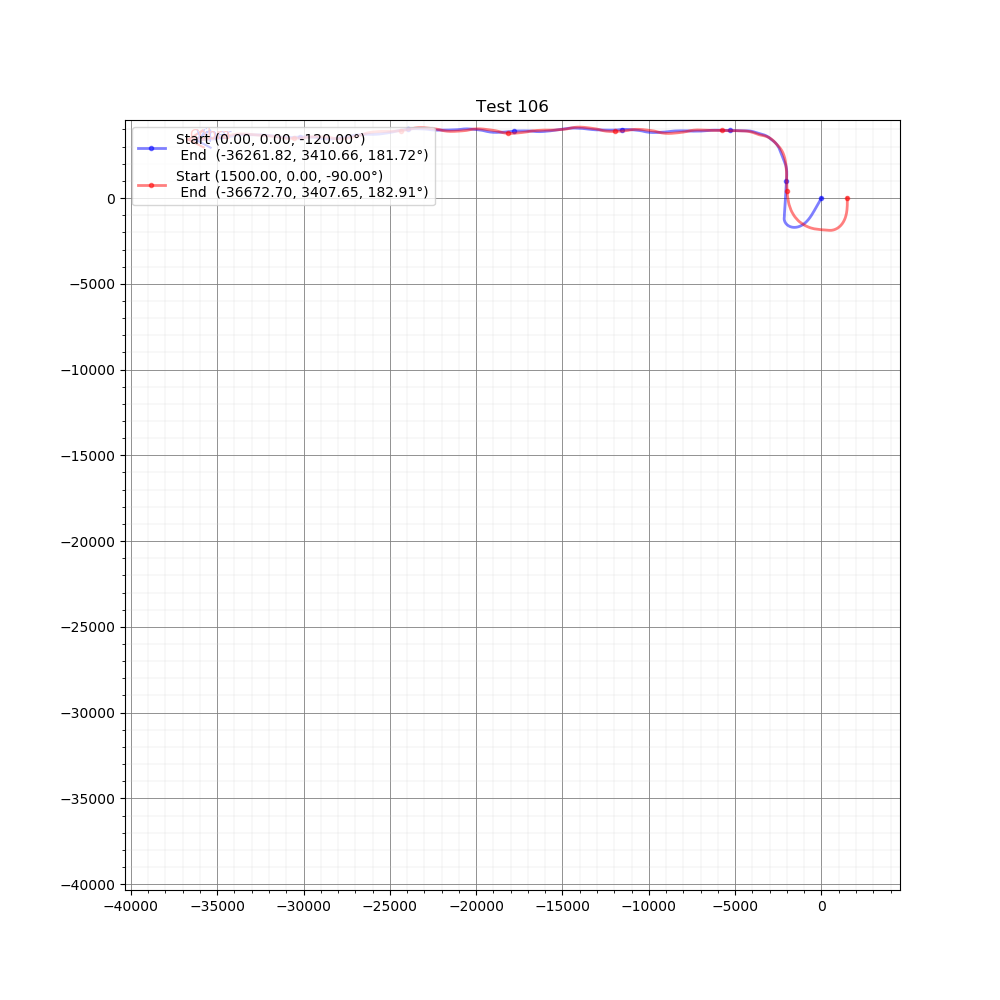 Test 106
Start (0.00, 0.00, -120.00°)
End (-36261.82, 3410.66, 181.72°)
Start (1500.00, 0.00, -90.00°)
End (-36672.70, 3407.65, 182.91°)
0
−5000
−10000
−15000
−20000
−25000
−30000
−35000
−40000
−40000 −35000 −30000 −25000 −20000 −15000 −10000 −5000 0